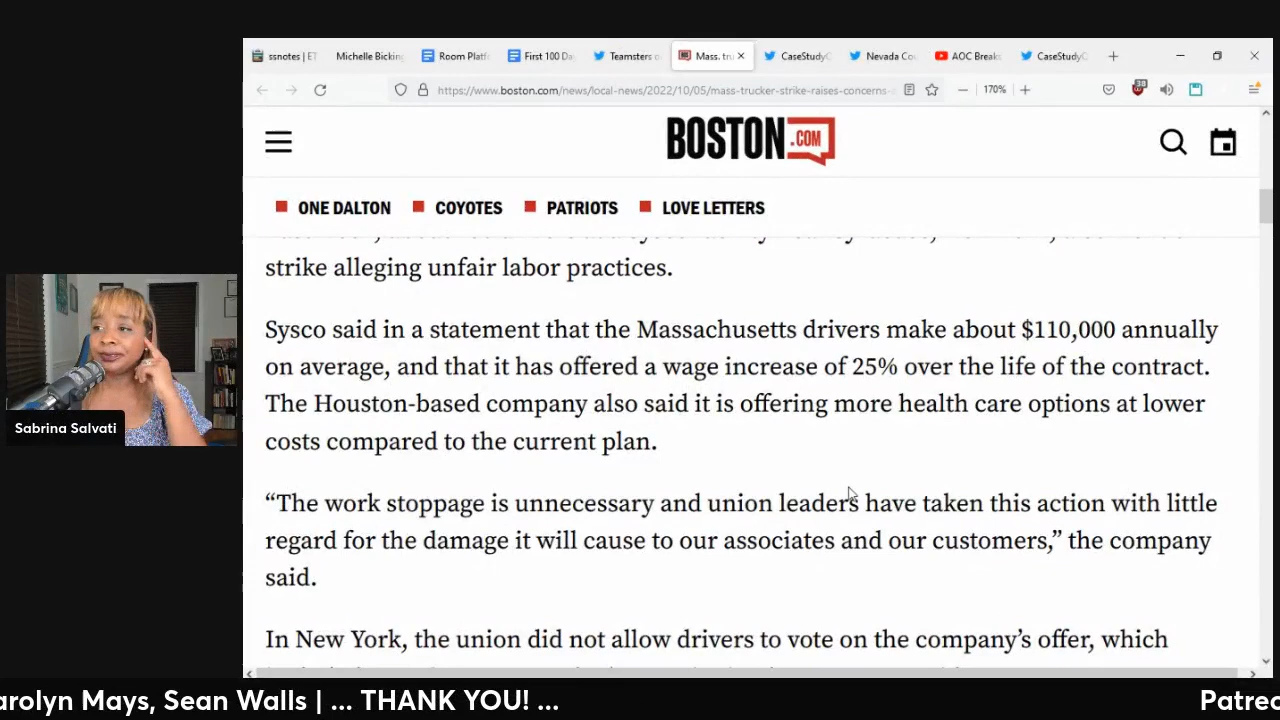 ssnotes | ET
Michelle Bicking
Room Platf
First 100 Da
Teamsters o
Mass. tru
CaseStudyQ
Nevada Cou
AOC Breaks
CaseStudyQ
https://www.boston.com/news/local-news/2022/10/05/mass-trucker-strike-raises-concerns-
38
170%
BOSTON.COM
ONE DALTON
COYOTES
PATRIOTS
LOVE LETTERS
strike alleging unfair labor practices.
Sysco said in a statement that the Massachusetts drivers make about $110,000 annually
on average, and that it has offered a wage increase of 25% over the life of the contract.
The Houston-based company also said it is offering more health care options at lower
costs compared to the current plan.
“The work stoppage is unnecessary and union leaders have taken this action with little
regard for the damage it will cause to our associates and our customers,” the company
said.
In New York, the union did not allow drivers to vote on the company’s offer, which
Sabrina Salvati
arolyn Mays, Sean Walls | ... THANK YOU! ...
Patrec